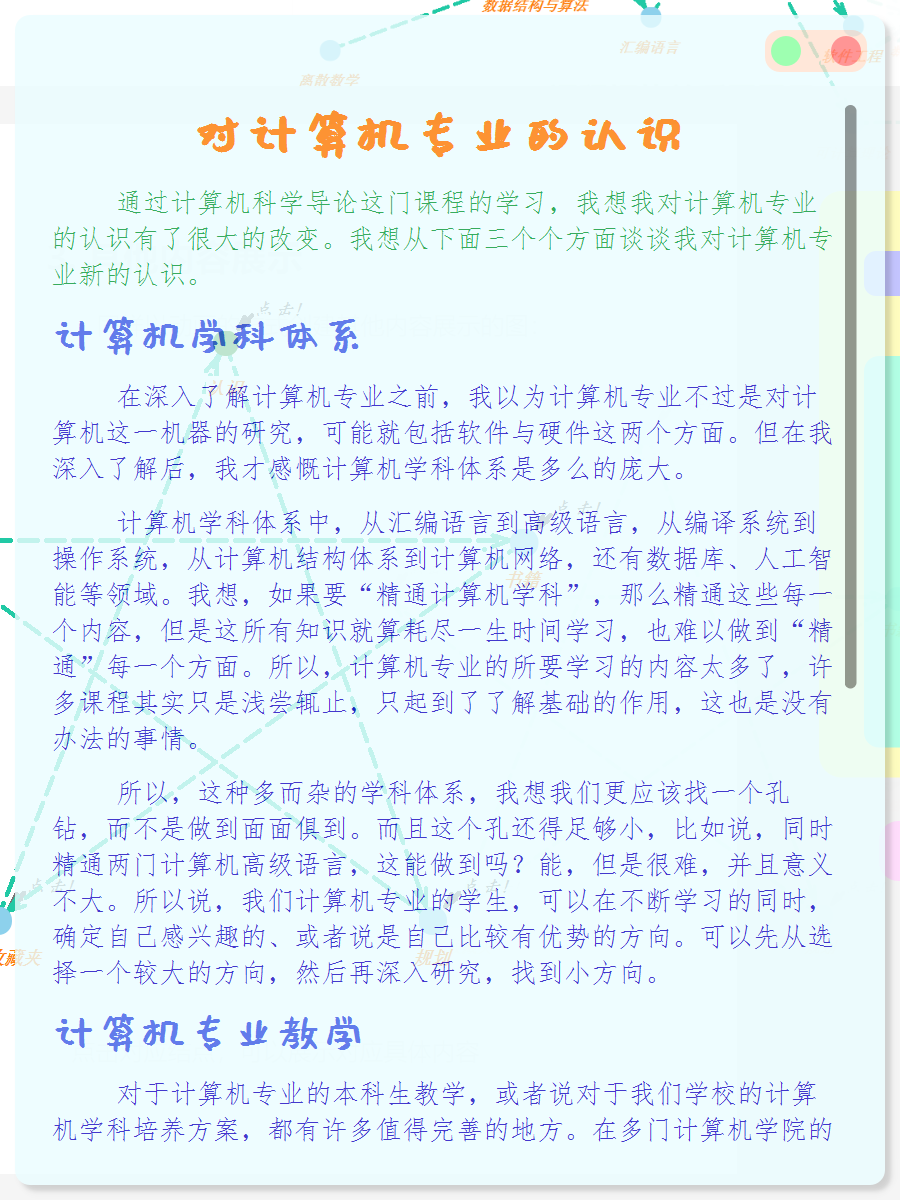 数据结构与算法
汇编语言
软件工程
离散数学
对计算机专业的认识
通过计算机科学导论这门课程的学习，我想我对计算机专业
的认识有了很大的改变。我想从下面三个个方面谈谈我对计算机专
业新的认识。
点击!
计算机学科体系
认识
在深入了解计算机专业之前，我以为计算机专业不过是对计
算机这一机器的研究，可能就包括软件与硬件这两个方面。但在我
深入了解后，我才感慨计算机学科体系是多么的庞大。
点击!
计算机学科体系中，从汇编语言到高级语言，从编译系统到
操作系统，从计算机结构体系到计算机网络，还有数据库、人工智
书籍
能等领域。我想，如果要“精通计算机学科”，那么精通这些每一
个内容，但是这所有知识就算耗尽一生时间学习，也难以做到“精
通”每一个方面。所以，计算机专业的所要学习的内容太多了，许
多课程其实只是浅尝辄止，只起到了了解基础的作用，这也是没有
办法的事情。
所以，这种多而杂的学科体系，我想我们更应该找一个孔
钻，而不是做到面面俱到。而且这个孔还得足够小，比如说，同时
精通两门计算机高级语言，这能做到吗？能，但是很难，并且意义
点击!
点击!
不大。所以说，我们计算机专业的学生，可以在不断学习的同时，
确定自己感兴趣的、或者说是自己比较有优势的方向。可以先从选
收藏夹
规划
择一个较大的方向，然后再深入研究，找到小方向。
计算机专业教学
对于计算机专业的本科生教学，或者说对于我们学校的计算
机学科培养方案，都有许多值得完善的地方。在多门计算机学院的